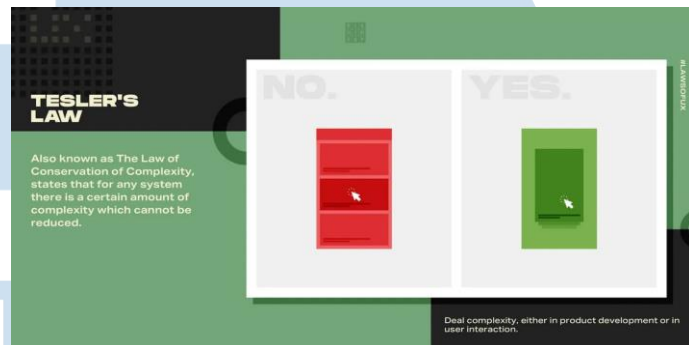 TESLER'S
LAW
Also known as The Law of
Conservation of Complexity,
states that for any system
there is a certain amount of
complexity which cannot be
reduced.
NO.
YES.
#LAWSOFUX
Deal complexity, either in product development or in
user interaction.